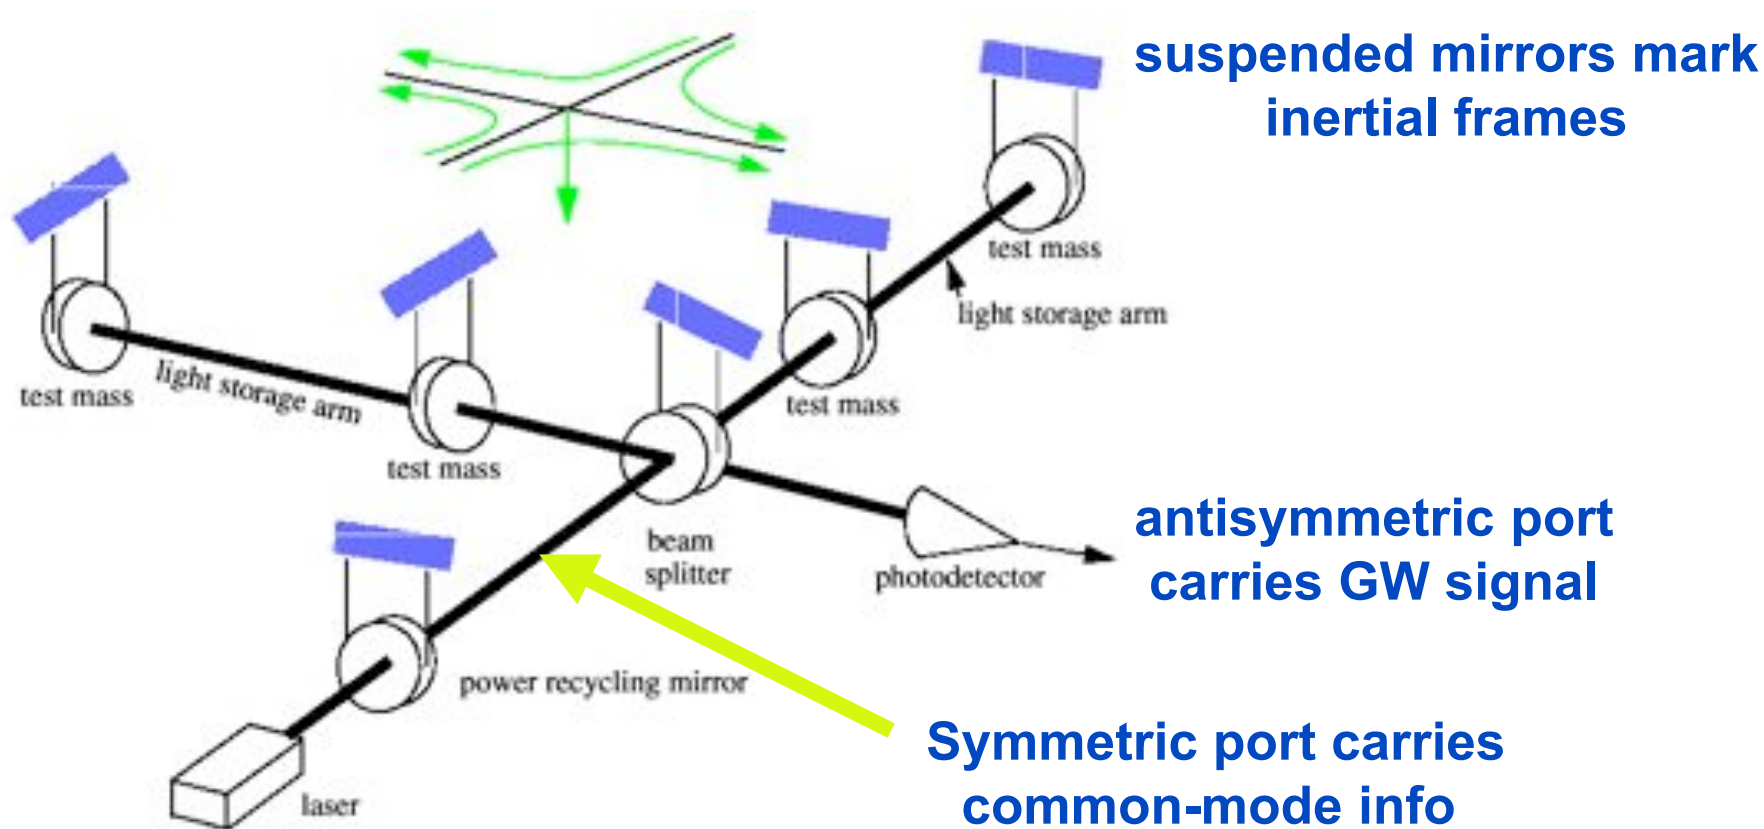 suspended mirrors mark
inertial frames
test mass
light storage arm
test mass
test mass
light storage arm
test mass
antisymmetric port
carries GW signal
beam
splitter
photodetector
power recycling mirror
Symmetric port carries
common-mode info
laser